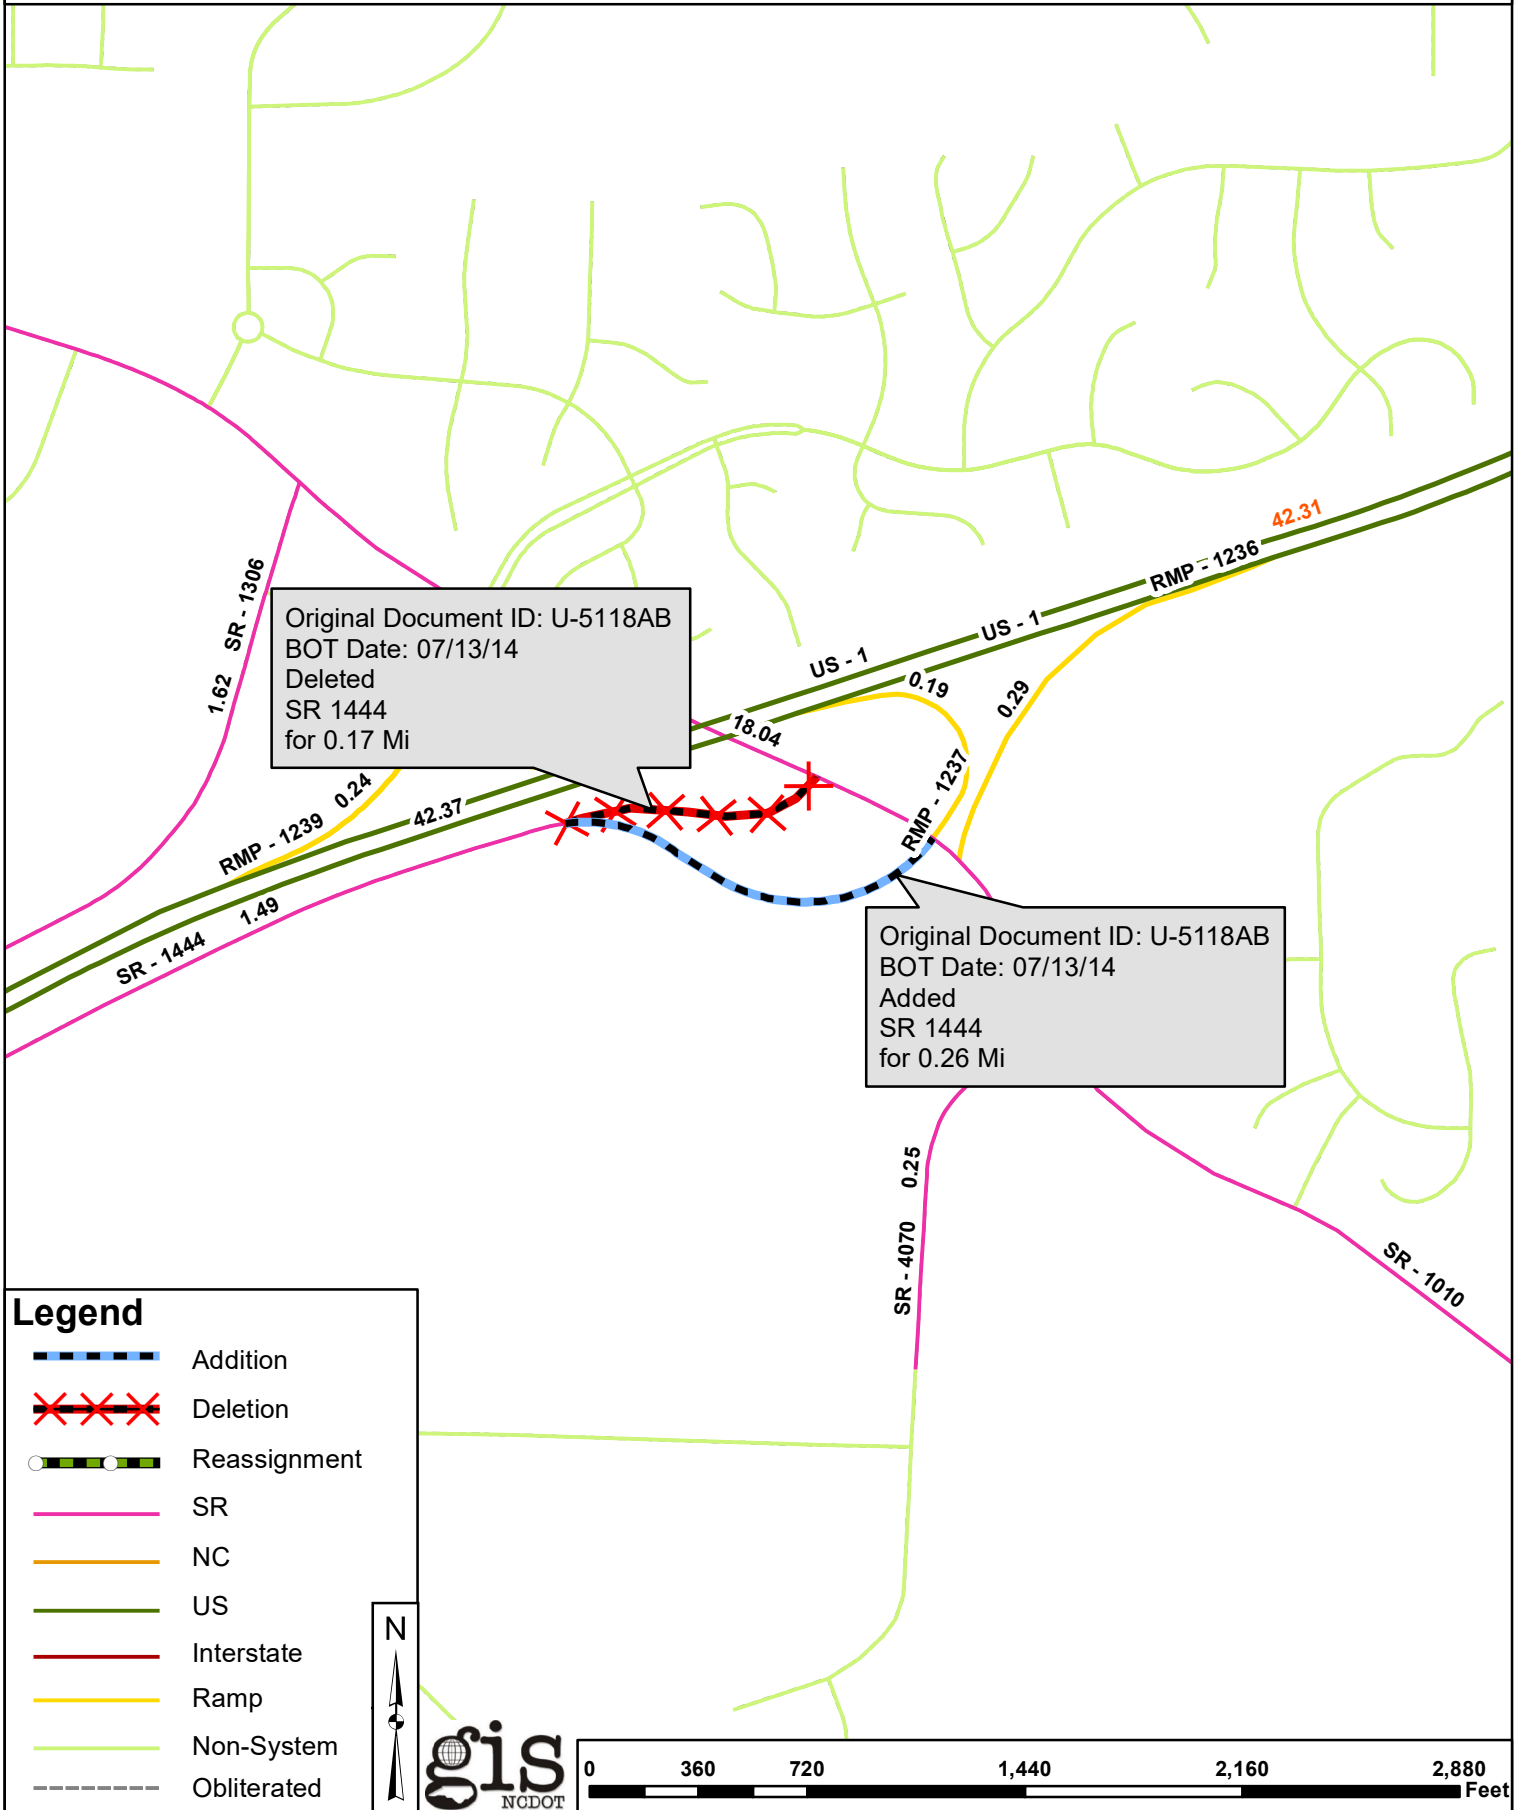 42.31
RMP - 1236
US - 1
US - 1
SR - 1306
1.62
Original Document ID: U-5118AB
BOT Date: 07/13/14
Deleted
SR 1444
for 0.17 Mi
0.19
0.29
18.04
RMP - 1237
0.24
RMP - 1239
42.37
1.49
SR - 1444
Original Document ID: U-5118AB
BOT Date: 07/13/14
Added
SR 1444
for 0.26 Mi
0.25
SR - 4070
SR - 1010
Legend
Addition
Deletion
Reassignment
SR
NC
US
Interstate
Ramp
Non-System
Obliterated
N
gis
NCDOT
0 360 720 1,440 2,160 2,880
Feet